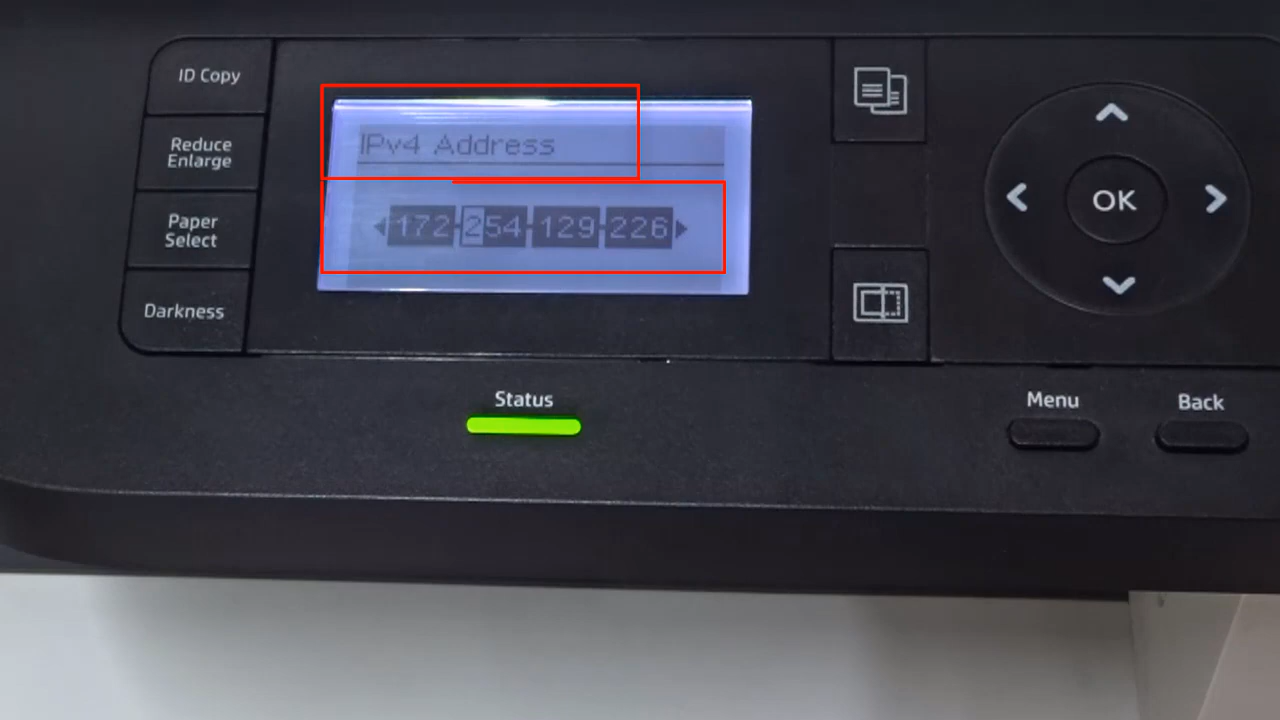 ID Copy
Reduce
Enlarge
Paper
Select
Darkness
IPv4 Address
172.254.129.226
OK
Status
Menu
Back